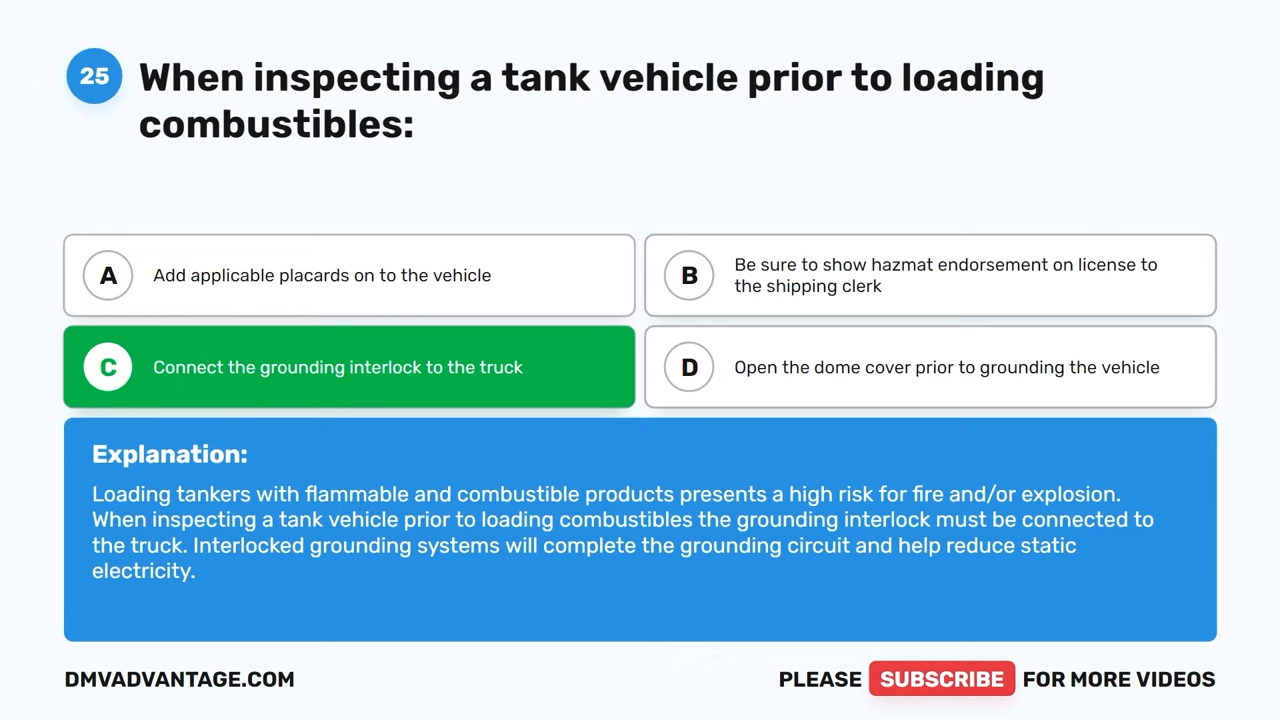 25
When inspecting a tank vehicle prior to loading
combustibles:
A
Add applicable placards on to the vehicle
B
Be sure to show hazmat endorsement on license to
the shipping clerk
C
Connect the grounding interlock to the truck
D
Open the dome cover prior to grounding the vehicle
Explanation:
Loading tankers with flammable and combustible products presents a high risk for fire and/or explosion.
When inspecting a tank vehicle prior to loading combustibles the grounding interlock must be connected to
the truck. Interlocked grounding systems will complete the grounding circuit and help reduce static
electricity.
DMVADVANTAGE.COM
PLEASE SUBSCRIBE FOR MORE VIDEOS